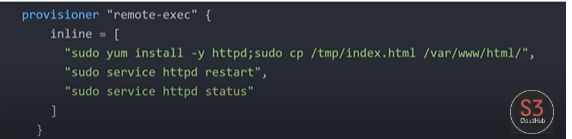 provisioner "remote-exec" {
inline = [
"sudo yum install -y httpd;sudo cp /tmp/index.html /var/www/html/",
"sudo service httpd restart",
"sudo service httpd status"
]
}
S3
CloudHub